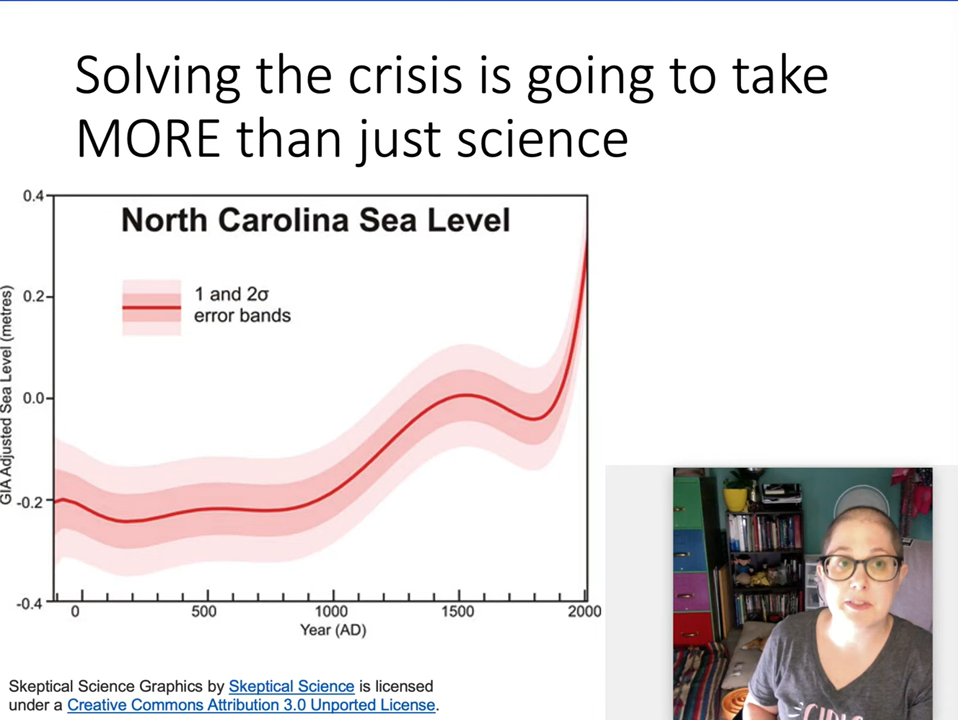 Solving the crisis is going to take
MORE than just science
North Carolina Sea Level
1 and 2σ
error bands
GIA Adjusted Sea Level (metres)
0.4
0.2
0.0
-0.2
-0.4
0
500
1000
1500
2000
Year (AD)
Skeptical Science Graphics by Skeptical Science is licensed
under a Creative Commons Attribution 3.0 Unported License.